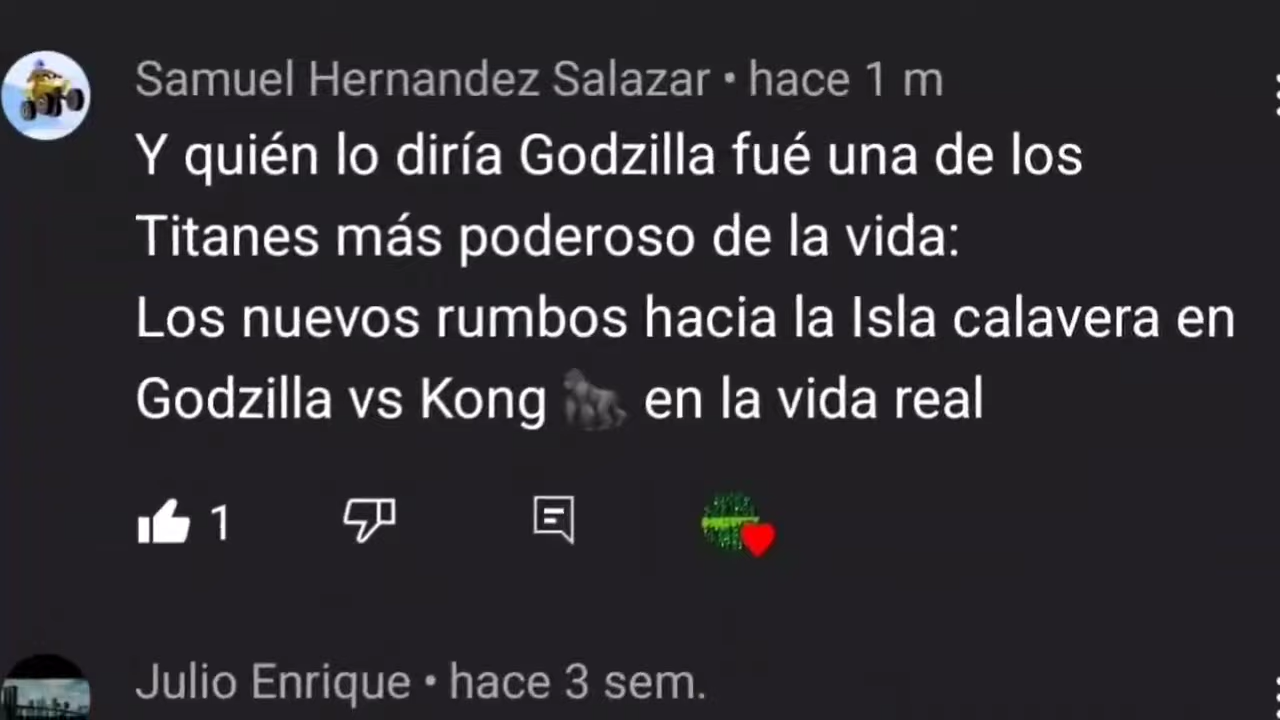 Samuel Hernandez Salazar • hace 1 m
Y quién lo diría Godzilla fué una de los
Titanes más poderoso de la vida:
Los nuevos rumbos hacia la Isla calavera en
Godzilla vs Kong 🦍 en la vida real
1
Julio Enrique • hace 3 sem.